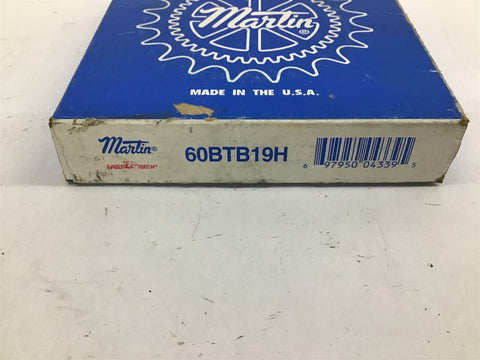 Martin®
MADE IN THE U.S.A.
Martin®
60BTB19H
6 97950 04339 5